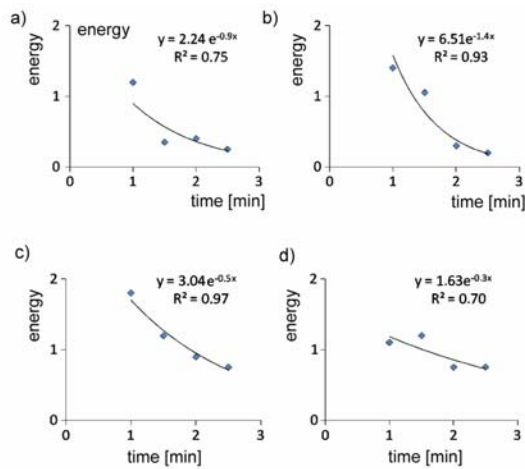 a)
energy
y = 2.24 e^-0.9x
R² = 0.75
energy
2
1
0
0 1 2 3
time [min]
b)
y = 6.51e^-1.4x
R² = 0.93
energy
2
1
0
0 1 2 3
time [min]
c)
y = 3.04e^-0.5x
R² = 0.97
energy
2
1
0
0 1 2 3
time [min]
d)
y = 1.63e^-0.3x
R² = 0.70
energy
2
1
0
0 1 2 3
time [min]